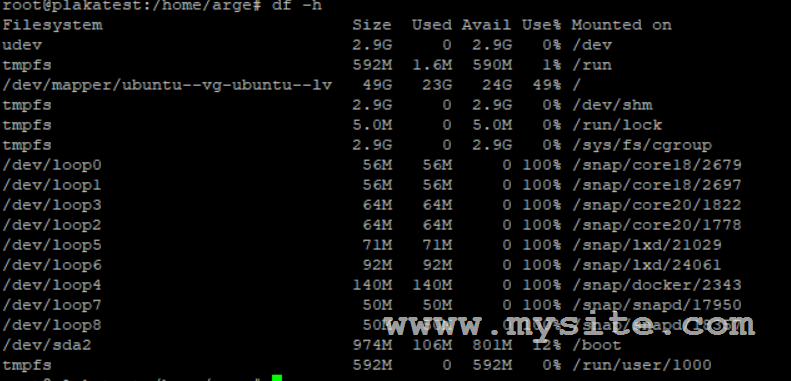 root@plakatest:/home/arge# df -h
Filesystem Size Used Avail Use% Mounted on
udev 2.9G 0 2.9G 0% /dev
tmpfs 592M 1.6M 590M 1% /run
/dev/mapper/ubuntu--vg-ubuntu--lv 49G 23G 24G 49% /
tmpfs 2.9G 0 2.9G 0% /dev/shm
tmpfs 5.0M 0 5.0M 0% /run/lock
tmpfs 2.9G 0 2.9G 0% /sys/fs/cgroup
/dev/loop0 56M 56M 0 100% /snap/core18/2679
/dev/loop1 56M 56M 0 100% /snap/core18/2697
/dev/loop3 64M 64M 0 100% /snap/core20/1822
/dev/loop2 64M 64M 0 100% /snap/core20/1778
/dev/loop5 71M 71M 0 100% /snap/lxd/21029
/dev/loop6 92M 92M 0 100% /snap/lxd/24061
/dev/loop4 140M 140M 0 100% /snap/docker/2343
/dev/loop7 50M 50M 0 100% /snap/snapd/17950
/dev/loop8 50M 50M 0 100%
www.mysite.com
/dev/sda2 974M 106M 801M 12% /boot
tmpfs 592M 0 592M 0% /run/user/1000